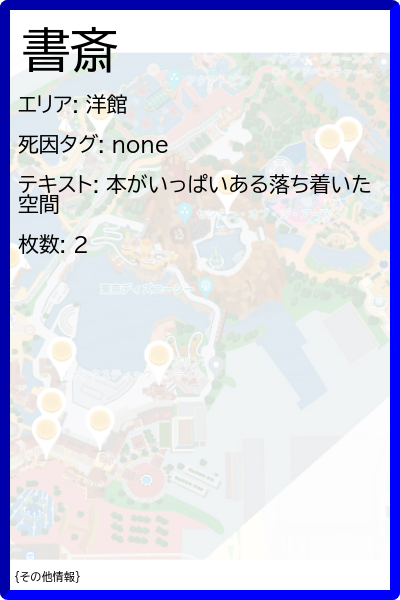 書斎
エリア: 洋館
死因タグ: none
テキスト: 本がいっぱいある落ち着いた
空間
枚数: 2
{その他情報}